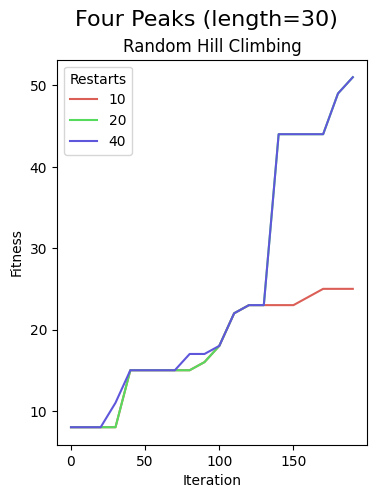 Four Peaks (length=30)
Random Hill Climbing
Restarts
10
20
40
50
40
30
20
10
Fitness
0
50
100
150
Iteration